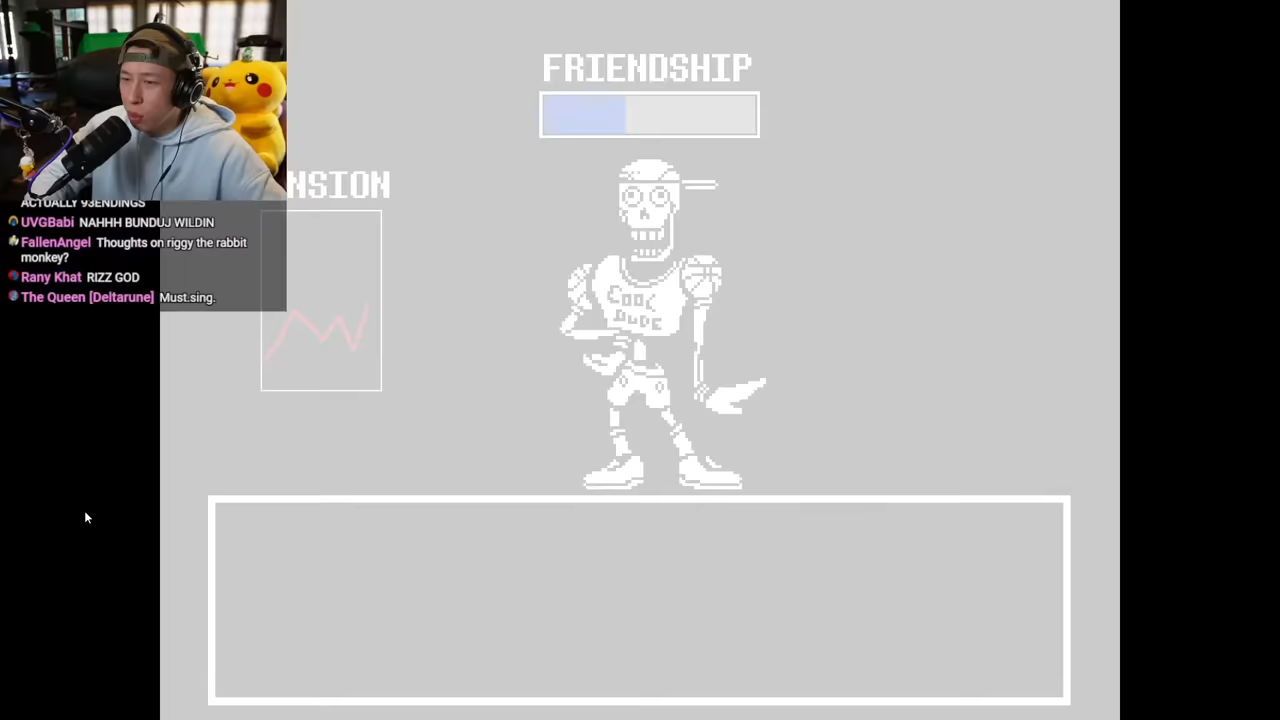 FRIENDSHIP
NSION
ACTUALLY 93ENDINGS
UVGBabi NAHHH BUNDUJ WILDIN
FallenAngel Thoughts on riggy the rabbit
monkey?
Rany Khat RIZZ GOD
The Queen [Deltarune] Must.sing.
COOL
DUDE